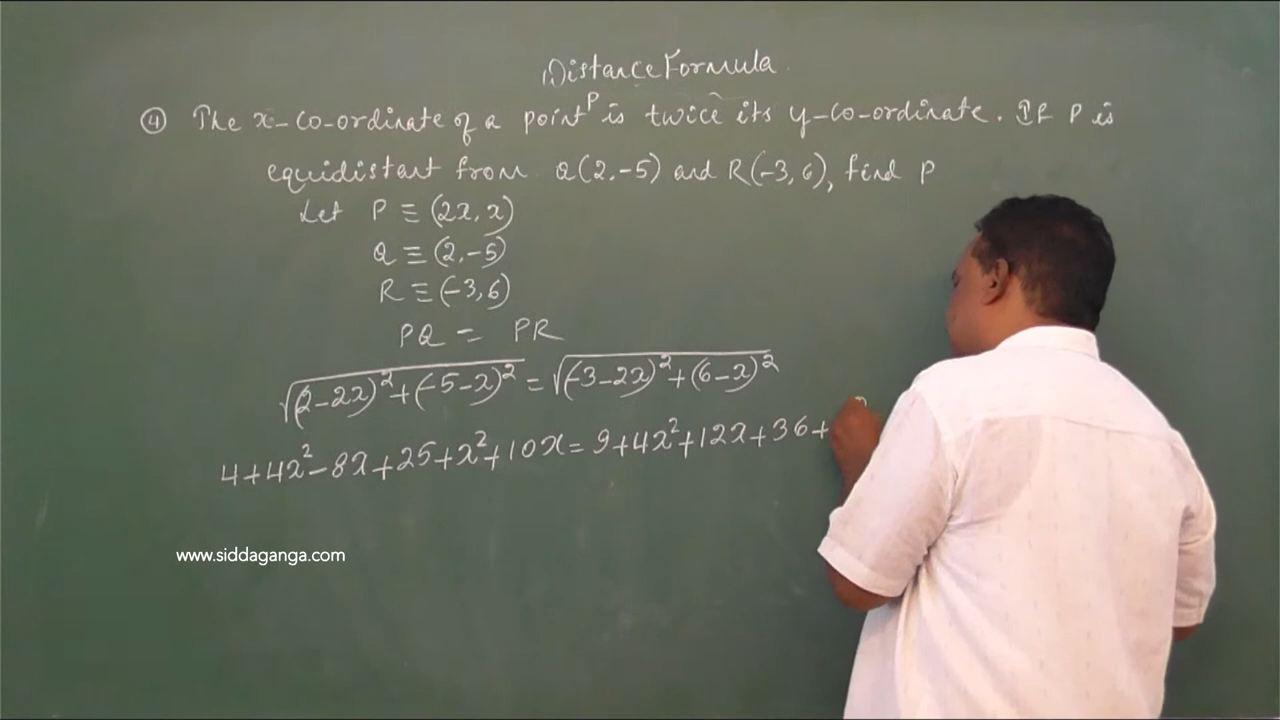 Distance Formula
④ The x-co-ordinate of a point P is twice its y-co-ordinate. If P is
equidistant from Q(2,-5) and R(-3,6), find P
Let P ≡ (2x, x)
Q ≡ (2,-5)
R ≡ (-3,6)
PQ = PR
√(2-2x)²+(-5-x)² = √(-3-2x)²+(6-x)²
4+4x²-8x+25+x²+10x=9+4x²+12x+36+
www.siddaganga.com